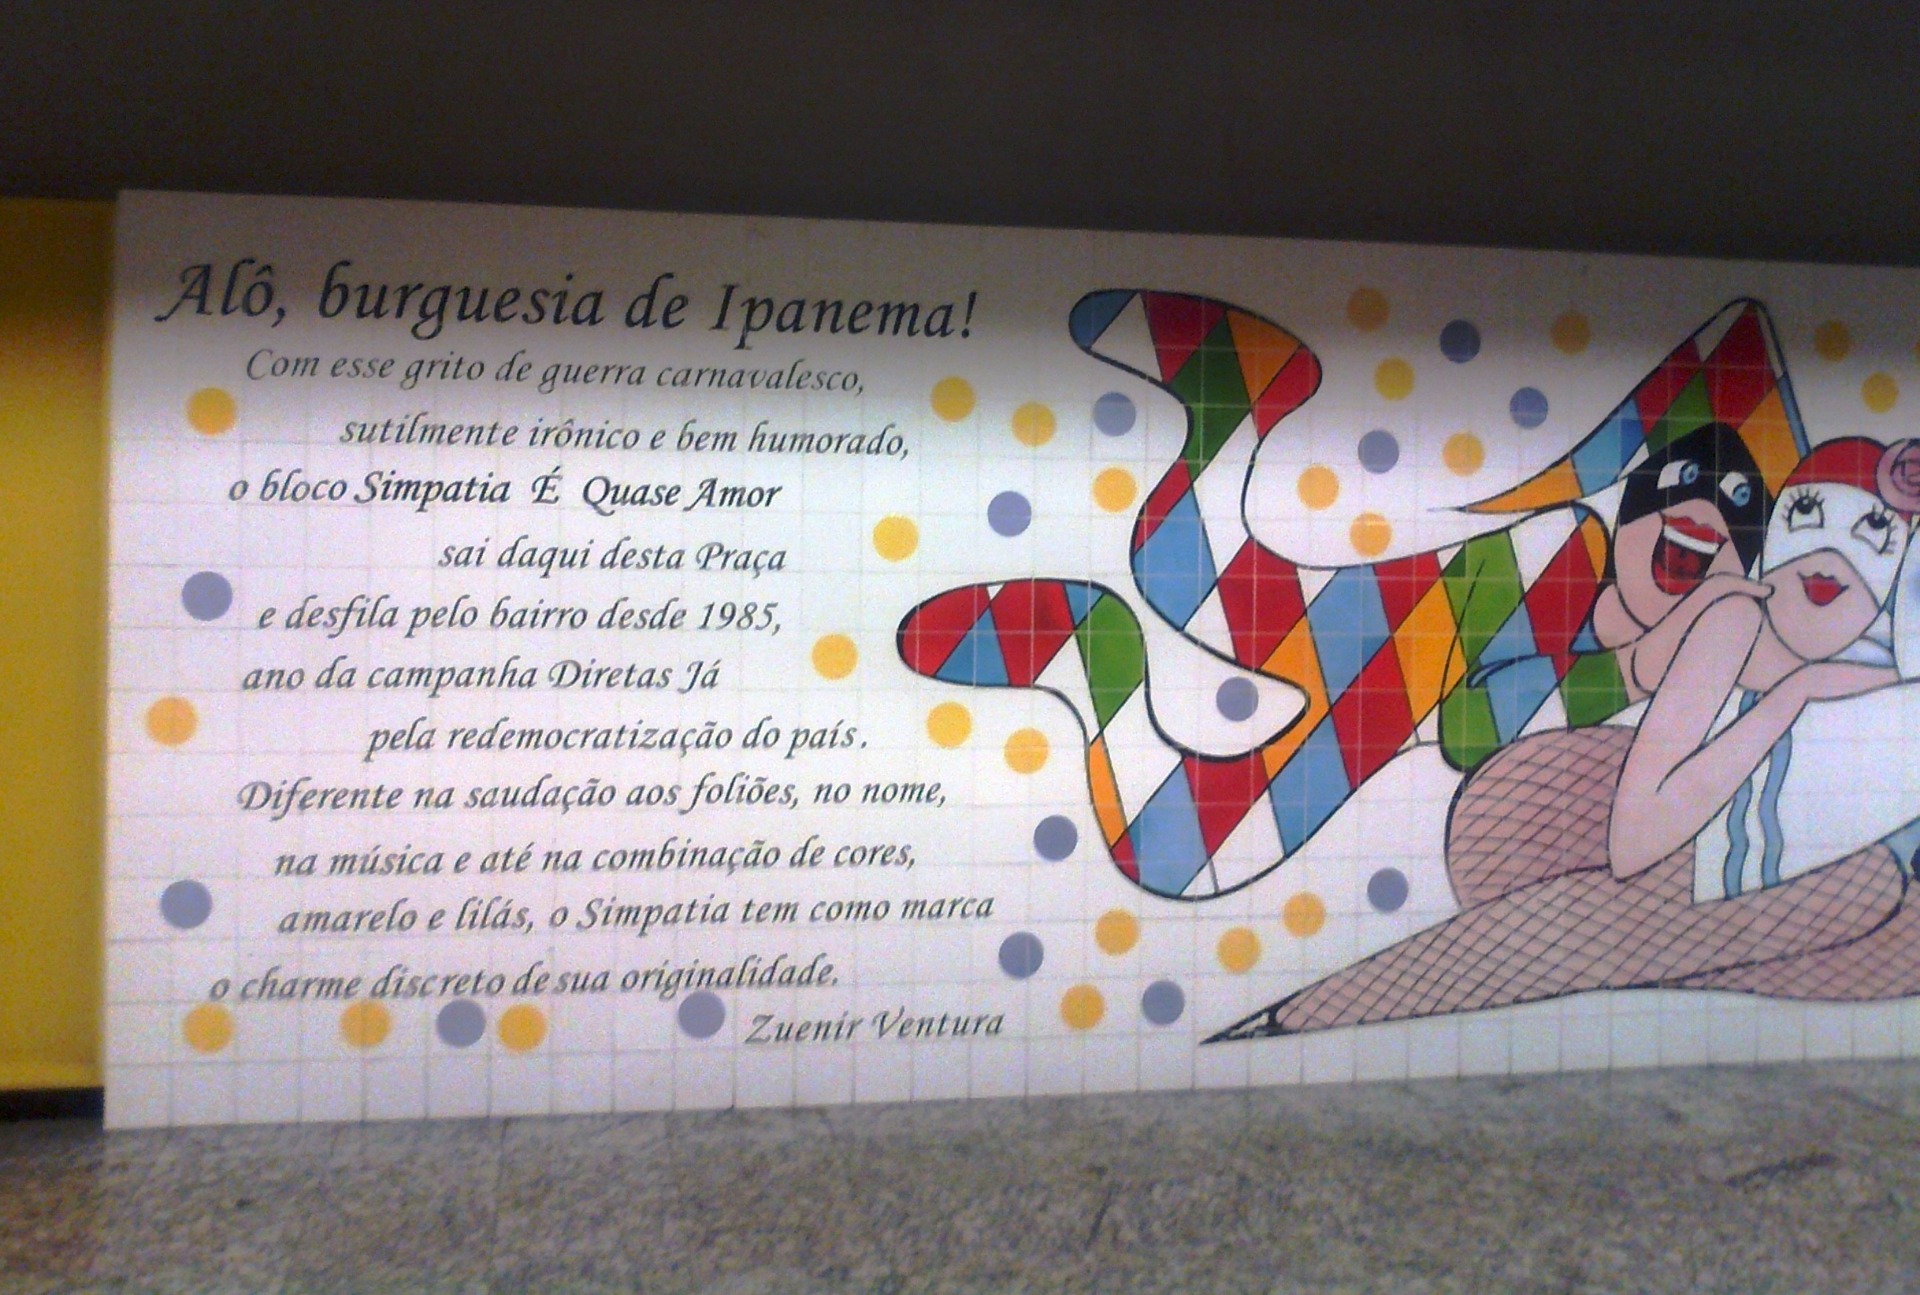 Alô, burguesia de Ipanema!
Com esse grito de guerra carnavalesco,
sutilmente irônico e bem humorado,
o bloco Simpatia É Quase Amor
sai daqui desta Praça
e desfila pelo bairro desde 1985,
ano da campanha Diretas Já
pela redemocratização do país.
Diferente na saudação aos foliões, no nome,
na música e até na combinação de cores,
amarelo e lilás, o Simpatia tem como marca
o charme discreto de sua originalidade.
Zuenir Ventura